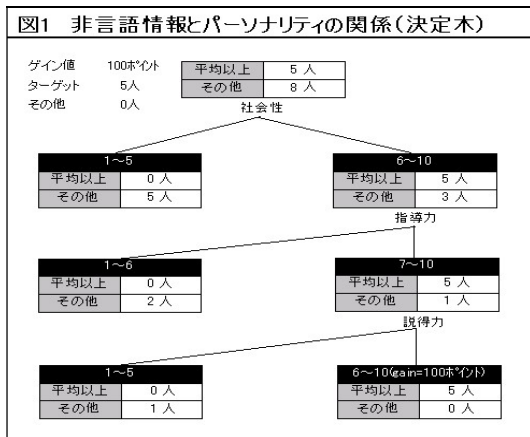 図1　非言語情報とパーソナリティの関係(決定木)
ゲイン値　100ポイント
ターゲット　5人
その他　0人
平均以上　5 人
その他　8 人
社会性
1～5
平均以上　0 人
その他　5 人
6～10
平均以上　5 人
その他　3 人
指導力
1～6
平均以上　0 人
その他　2 人
7～10
平均以上　5 人
その他　1 人
説得力
1～5
平均以上　0 人
その他　1 人
6～10(gain=100ポイント)
平均以上　5 人
その他　0 人